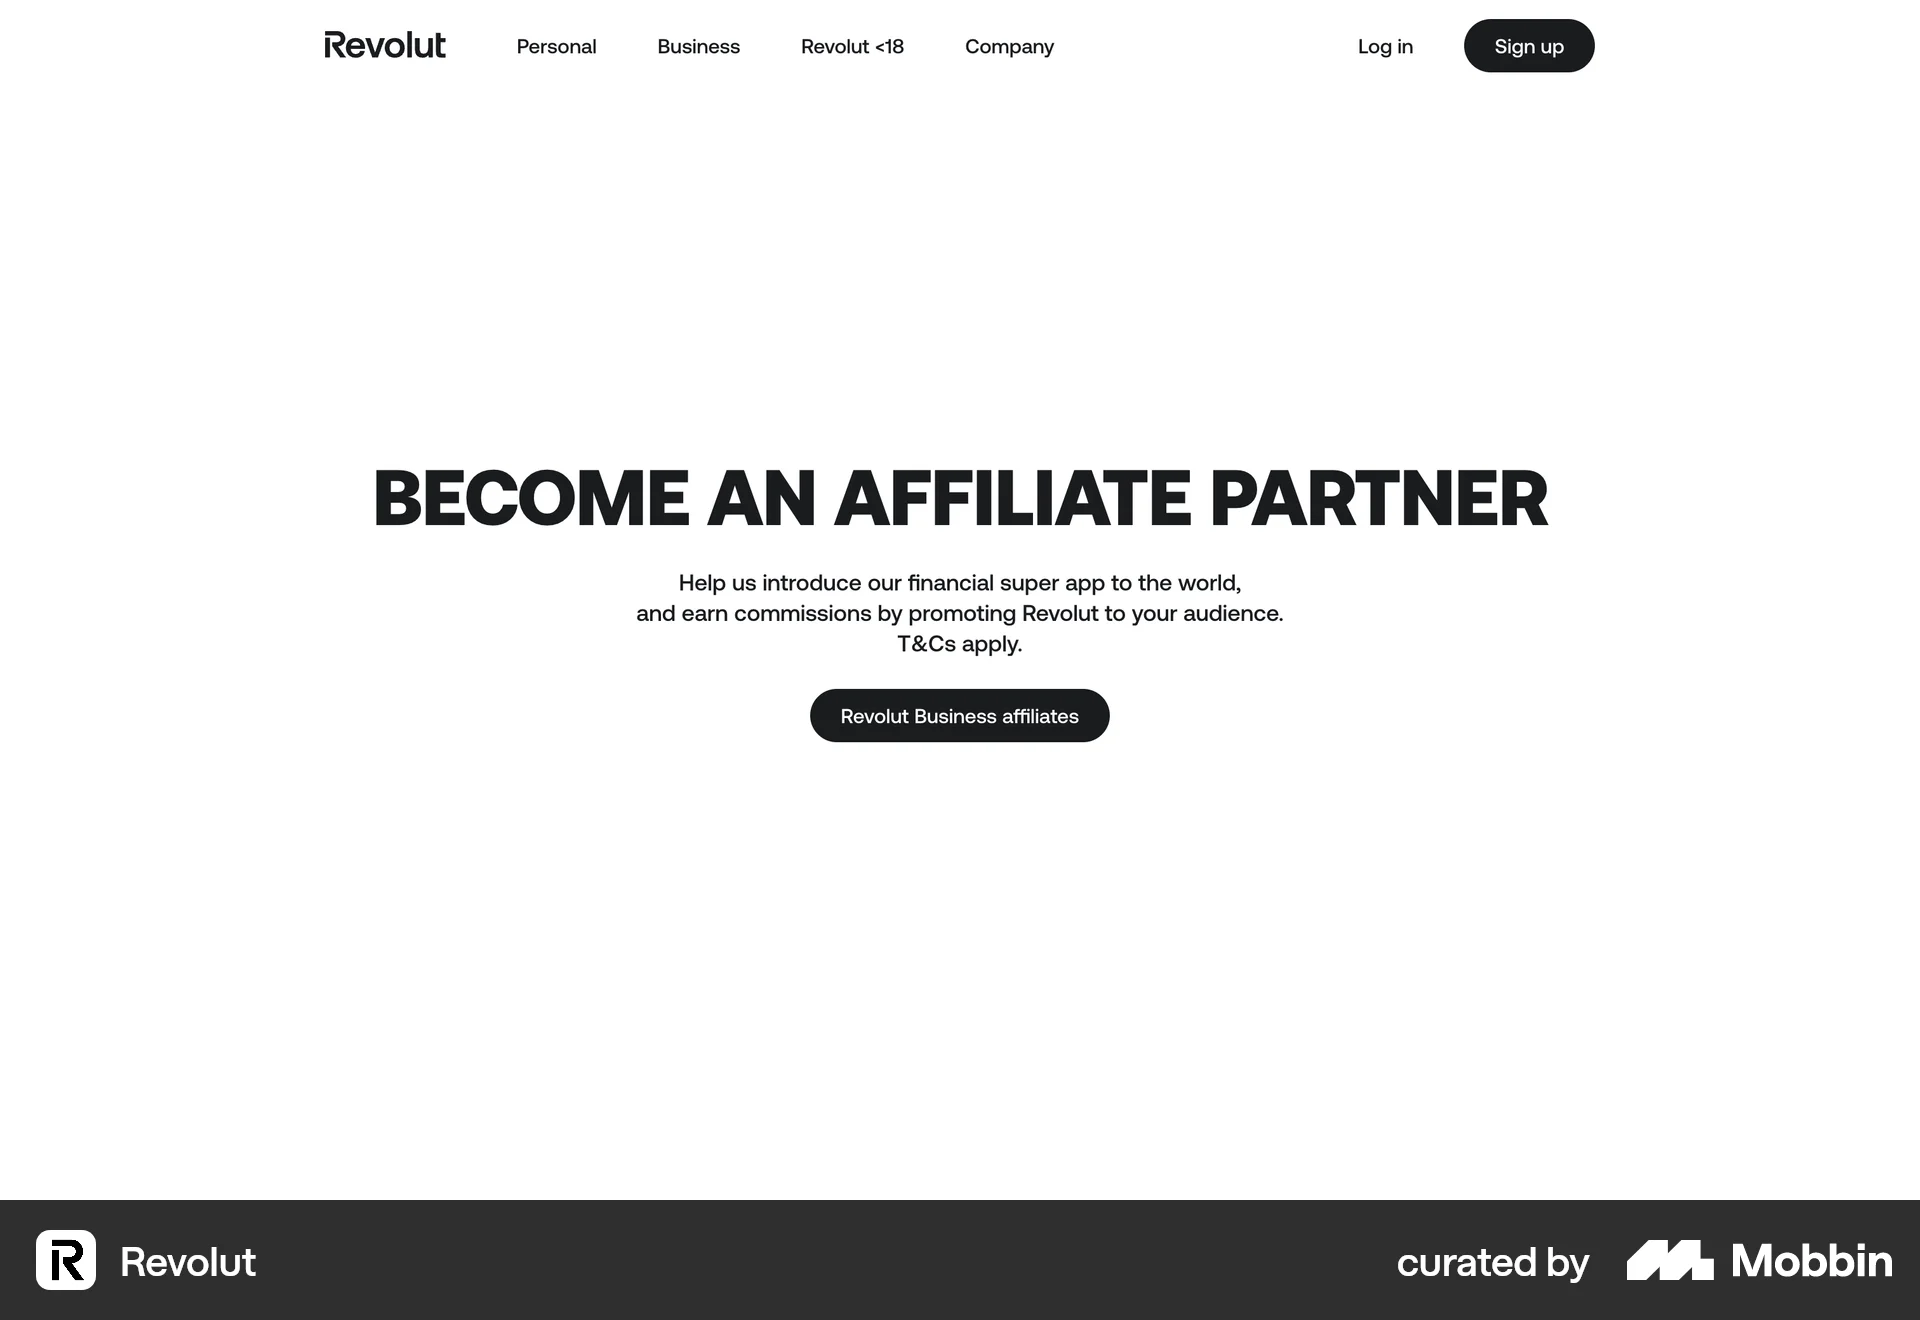 Revolut
Personal
Business
Revolut <18
Company
Log in
Sign up
BECOME AN AFFILIATE PARTNER
Help us introduce our financial super app to the world,
and earn commissions by promoting Revolut to your audience.
T&Cs apply.
Revolut Business affiliates
R Revolut
curated by Mobbin